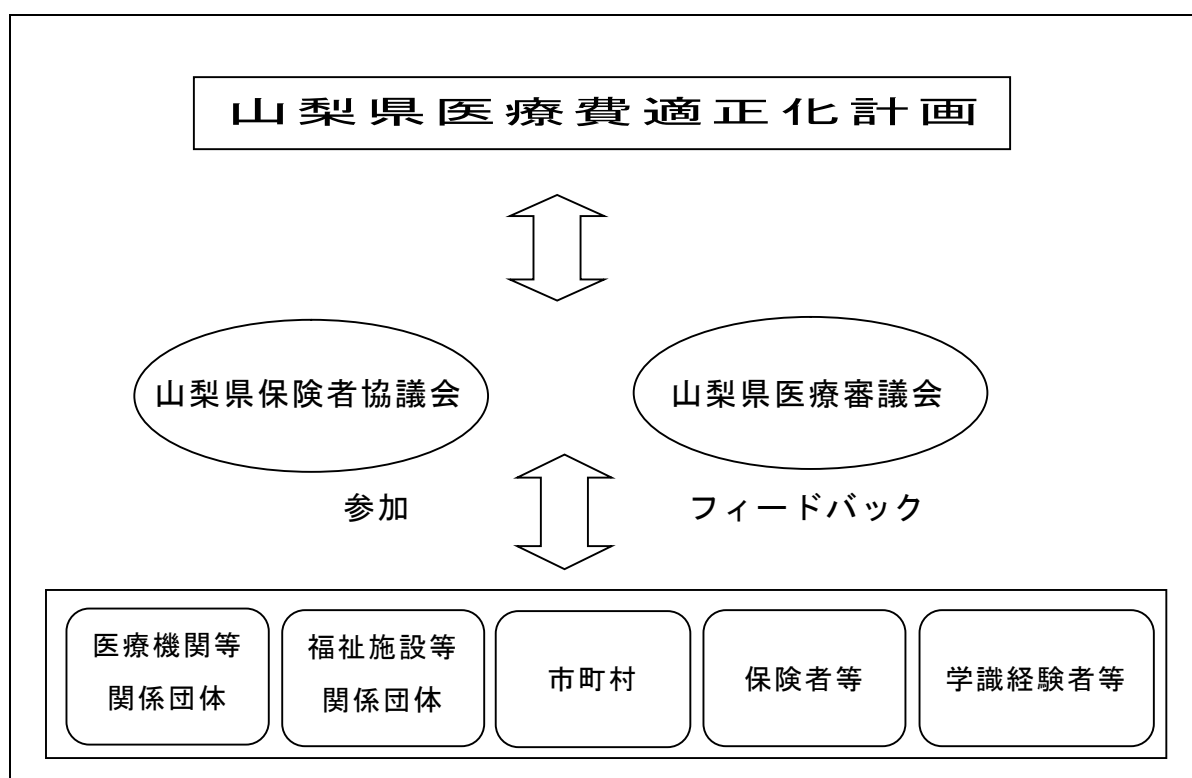 山梨県医療費適正化計画
山梨県保険者協議会
山梨県医療審議会
参加
フィードバック
医療機関等
関係団体
福祉施設等
関係団体
市町村
保険者等
学識経験者等